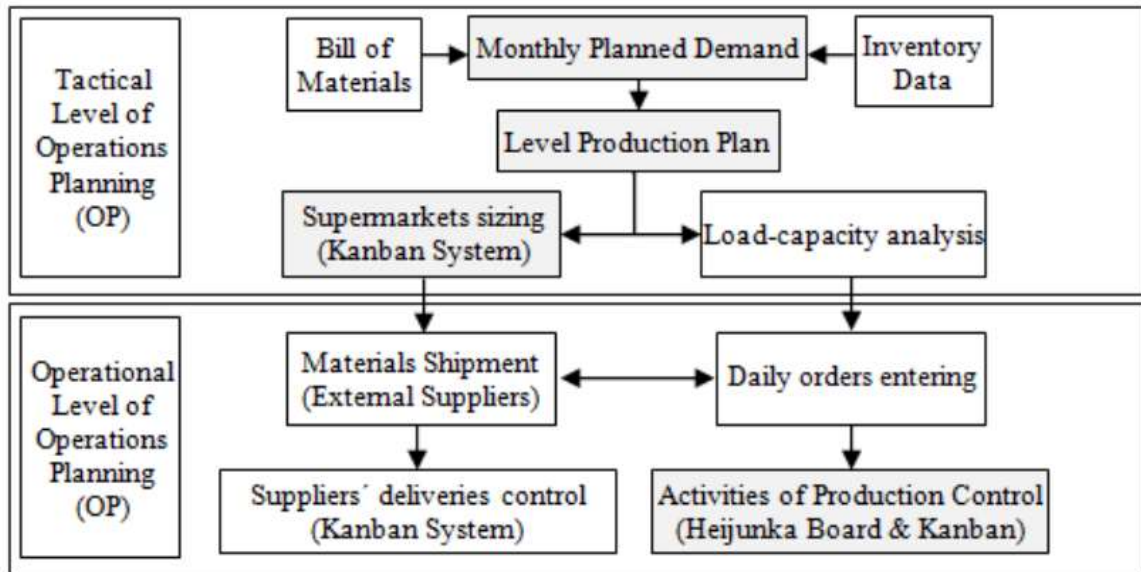 Tactical
Level of
Operations
Planning
(OP)
Bill of
Materials
Monthly Planned Demand
Inventory
Data
Level Production Plan
Supermarkets sizing
(Kanban System)
Load-capacity analysis
Operational
Level of
Operations
Planning
(OP)
Materials Shipment
(External Suppliers)
Daily orders entering
Suppliers´ deliveries control
(Kanban System)
Activities of Production Control
(Heijunka Board & Kanban)